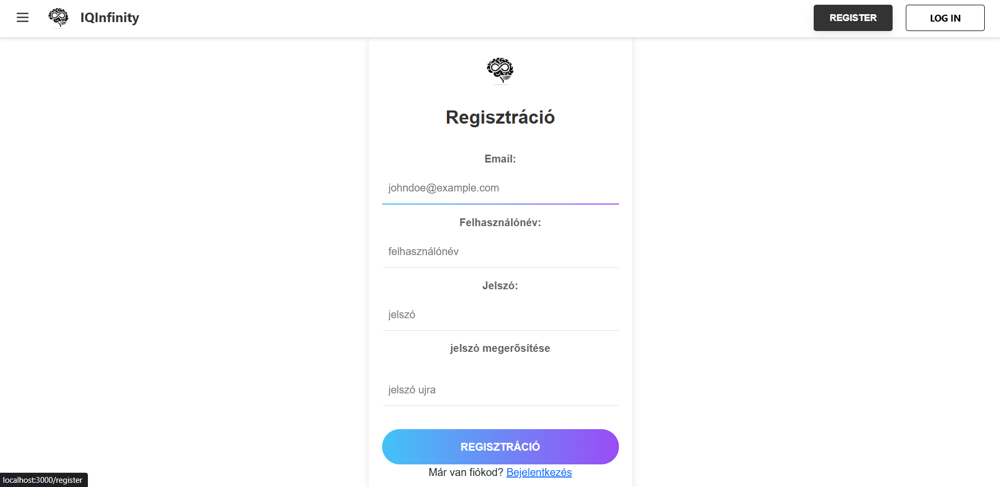 IQInfinity
REGISTER
LOG IN
Regisztráció
Email:
johndoe@example.com
Felhasználónév:
felhasználónév
Jelszó:
jelszó
jelszó megerősítése
jelszó ujra
REGISZTRÁCIÓ
Már van fiókod? Bejelentkezés
localhost:3000/register